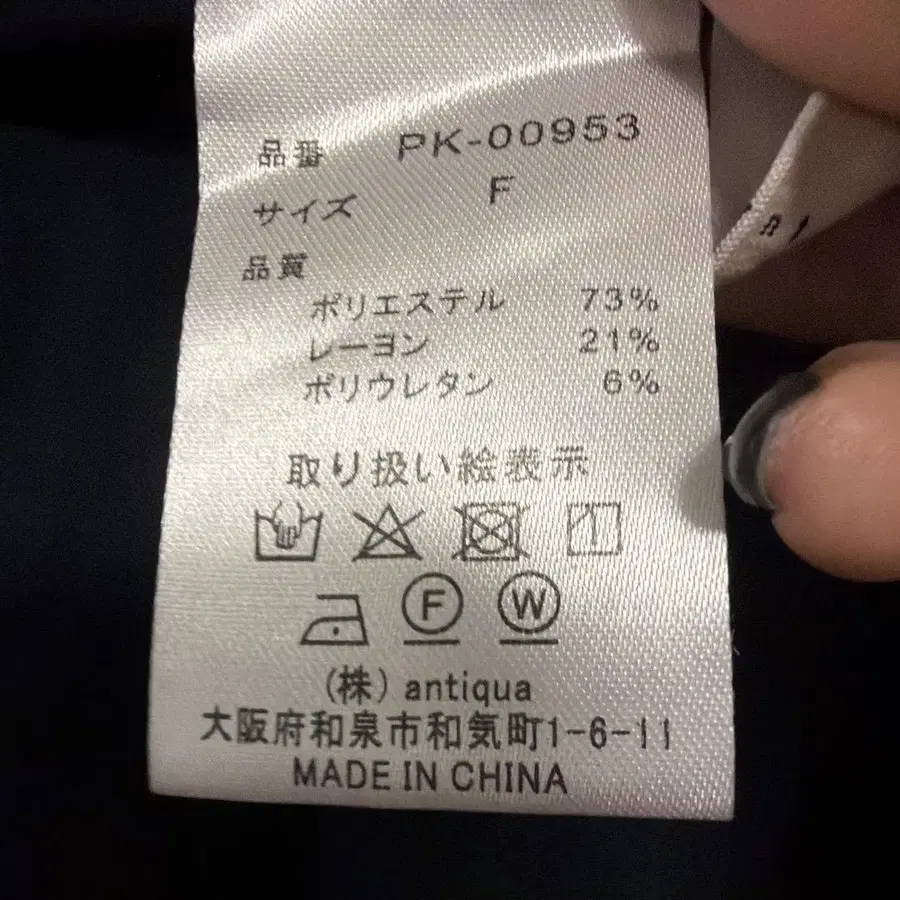 品番 PK-00953
サイズ F
品質
ポリエステル 73%
レーヨン 21%
ポリウレタン 6%
取り扱い絵表示
F W
(株) antiqua
大阪府和泉市和気町1-6-11
MADE IN CHINA